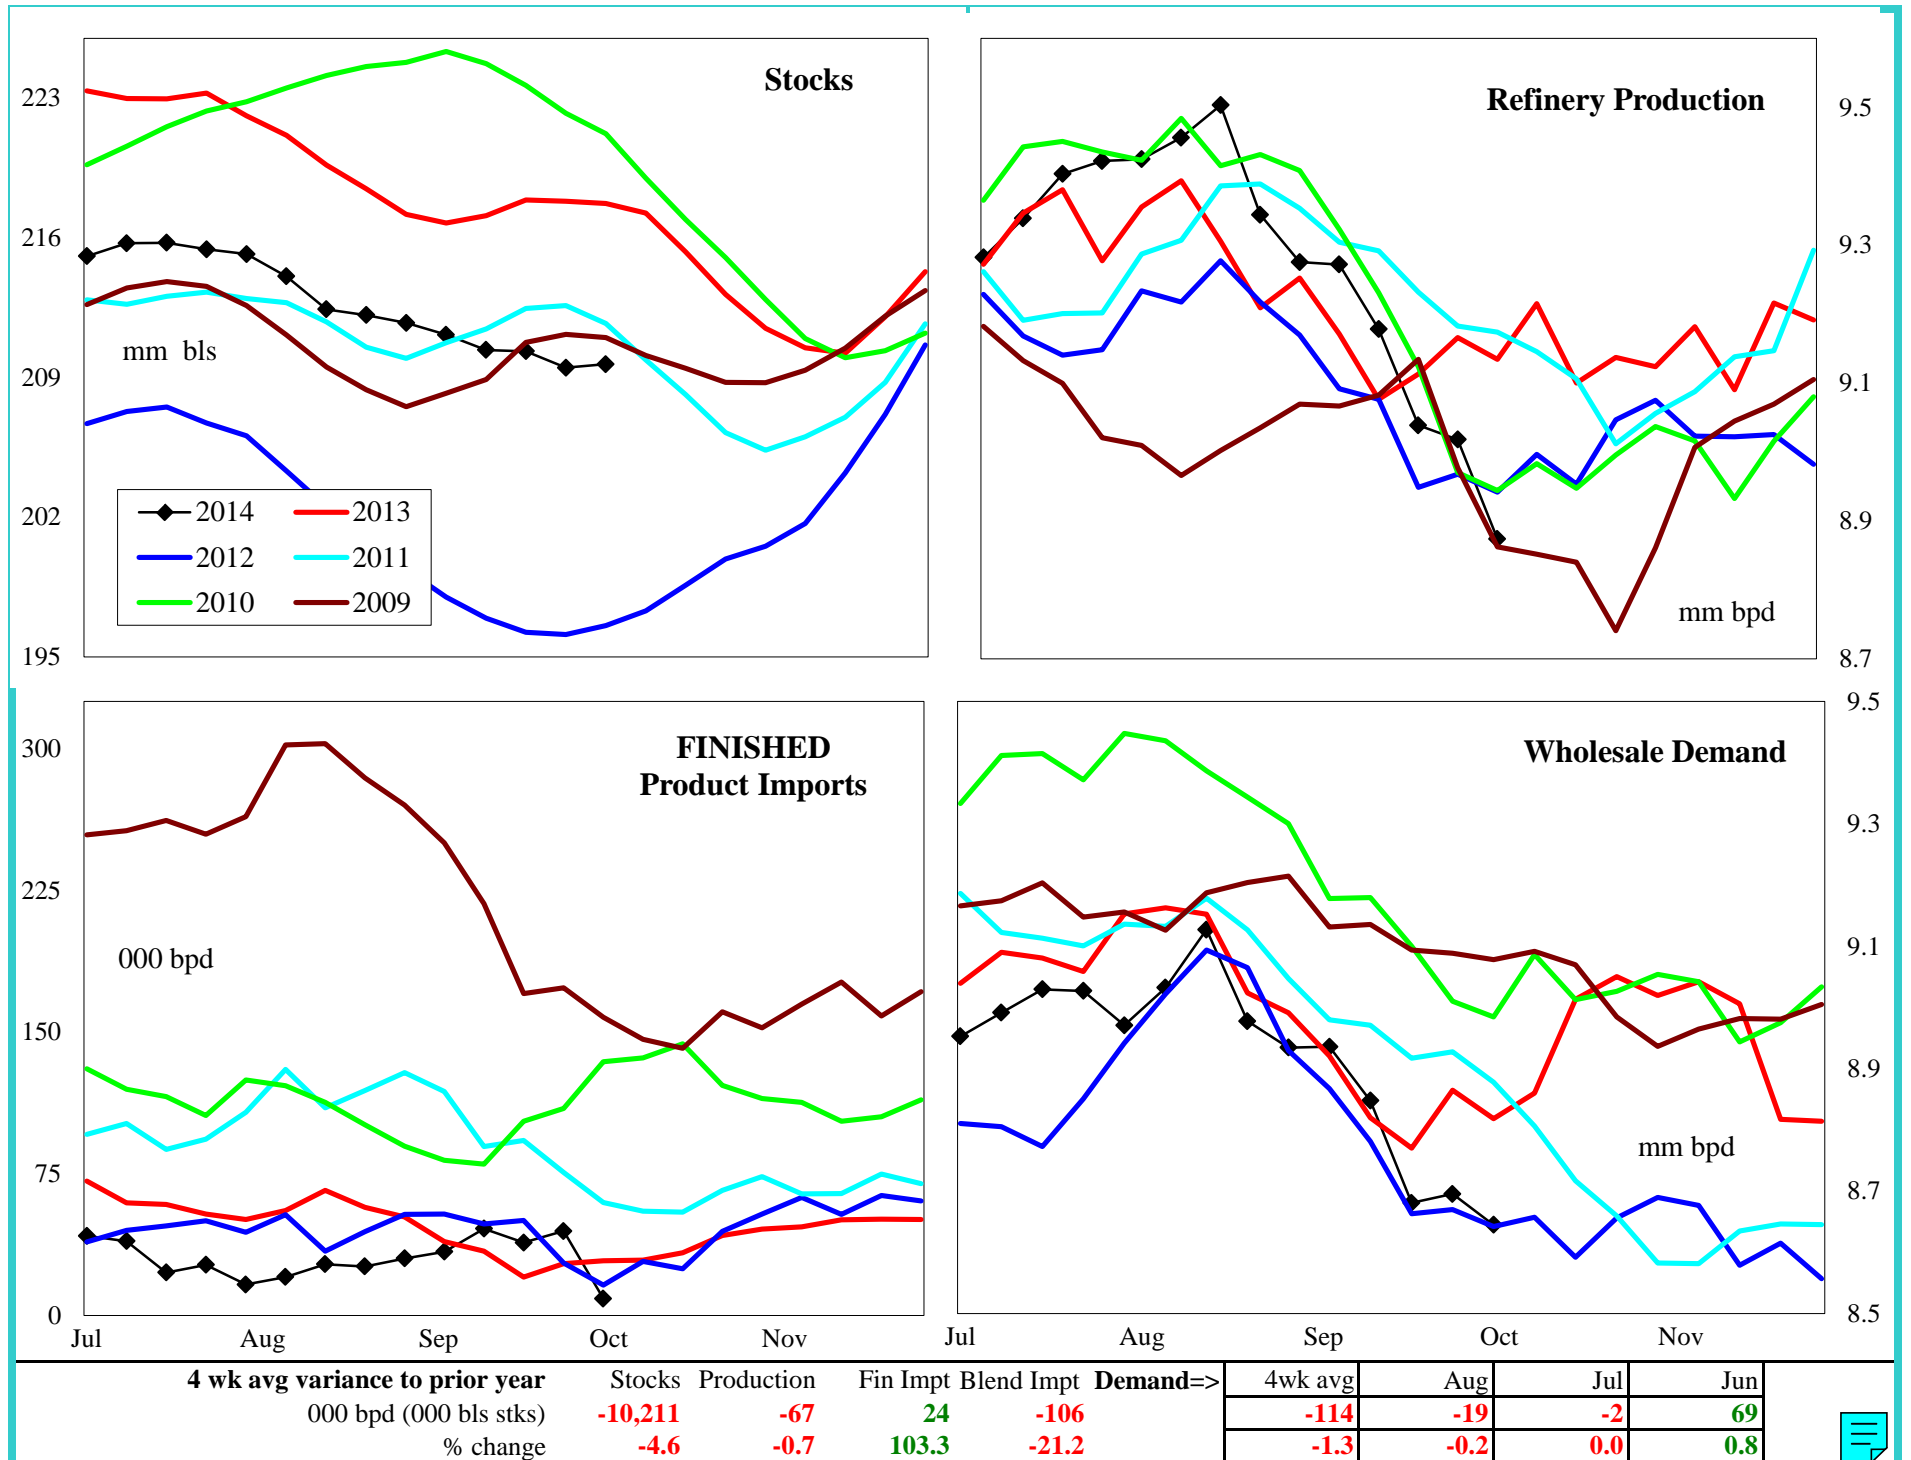 Stocks
223
216
209
202
195
mm bls
2014
2013
2012
2011
2010
2009
Refinery Production
9.5
9.3
9.1
8.9
8.7
mm bpd
FINISHED
Product Imports
300
225
150
75
0
000 bpd
Jul Aug Sep Oct Nov
Wholesale Demand
9.5
9.3
9.1
8.9
8.7
8.5
mm bpd
Jul Aug Sep Oct Nov
4 wk avg variance to prior year Stocks Production Fin Impt Blend Impt Demand=> 4wk avg Aug Jul Jun
000 bpd (000 bls stks) -10,211 -67 24 -106 -114 -19 -2 69
% change -4.6 -0.7 103.3 -21.2 -1.3 -0.2 0.0 0.8